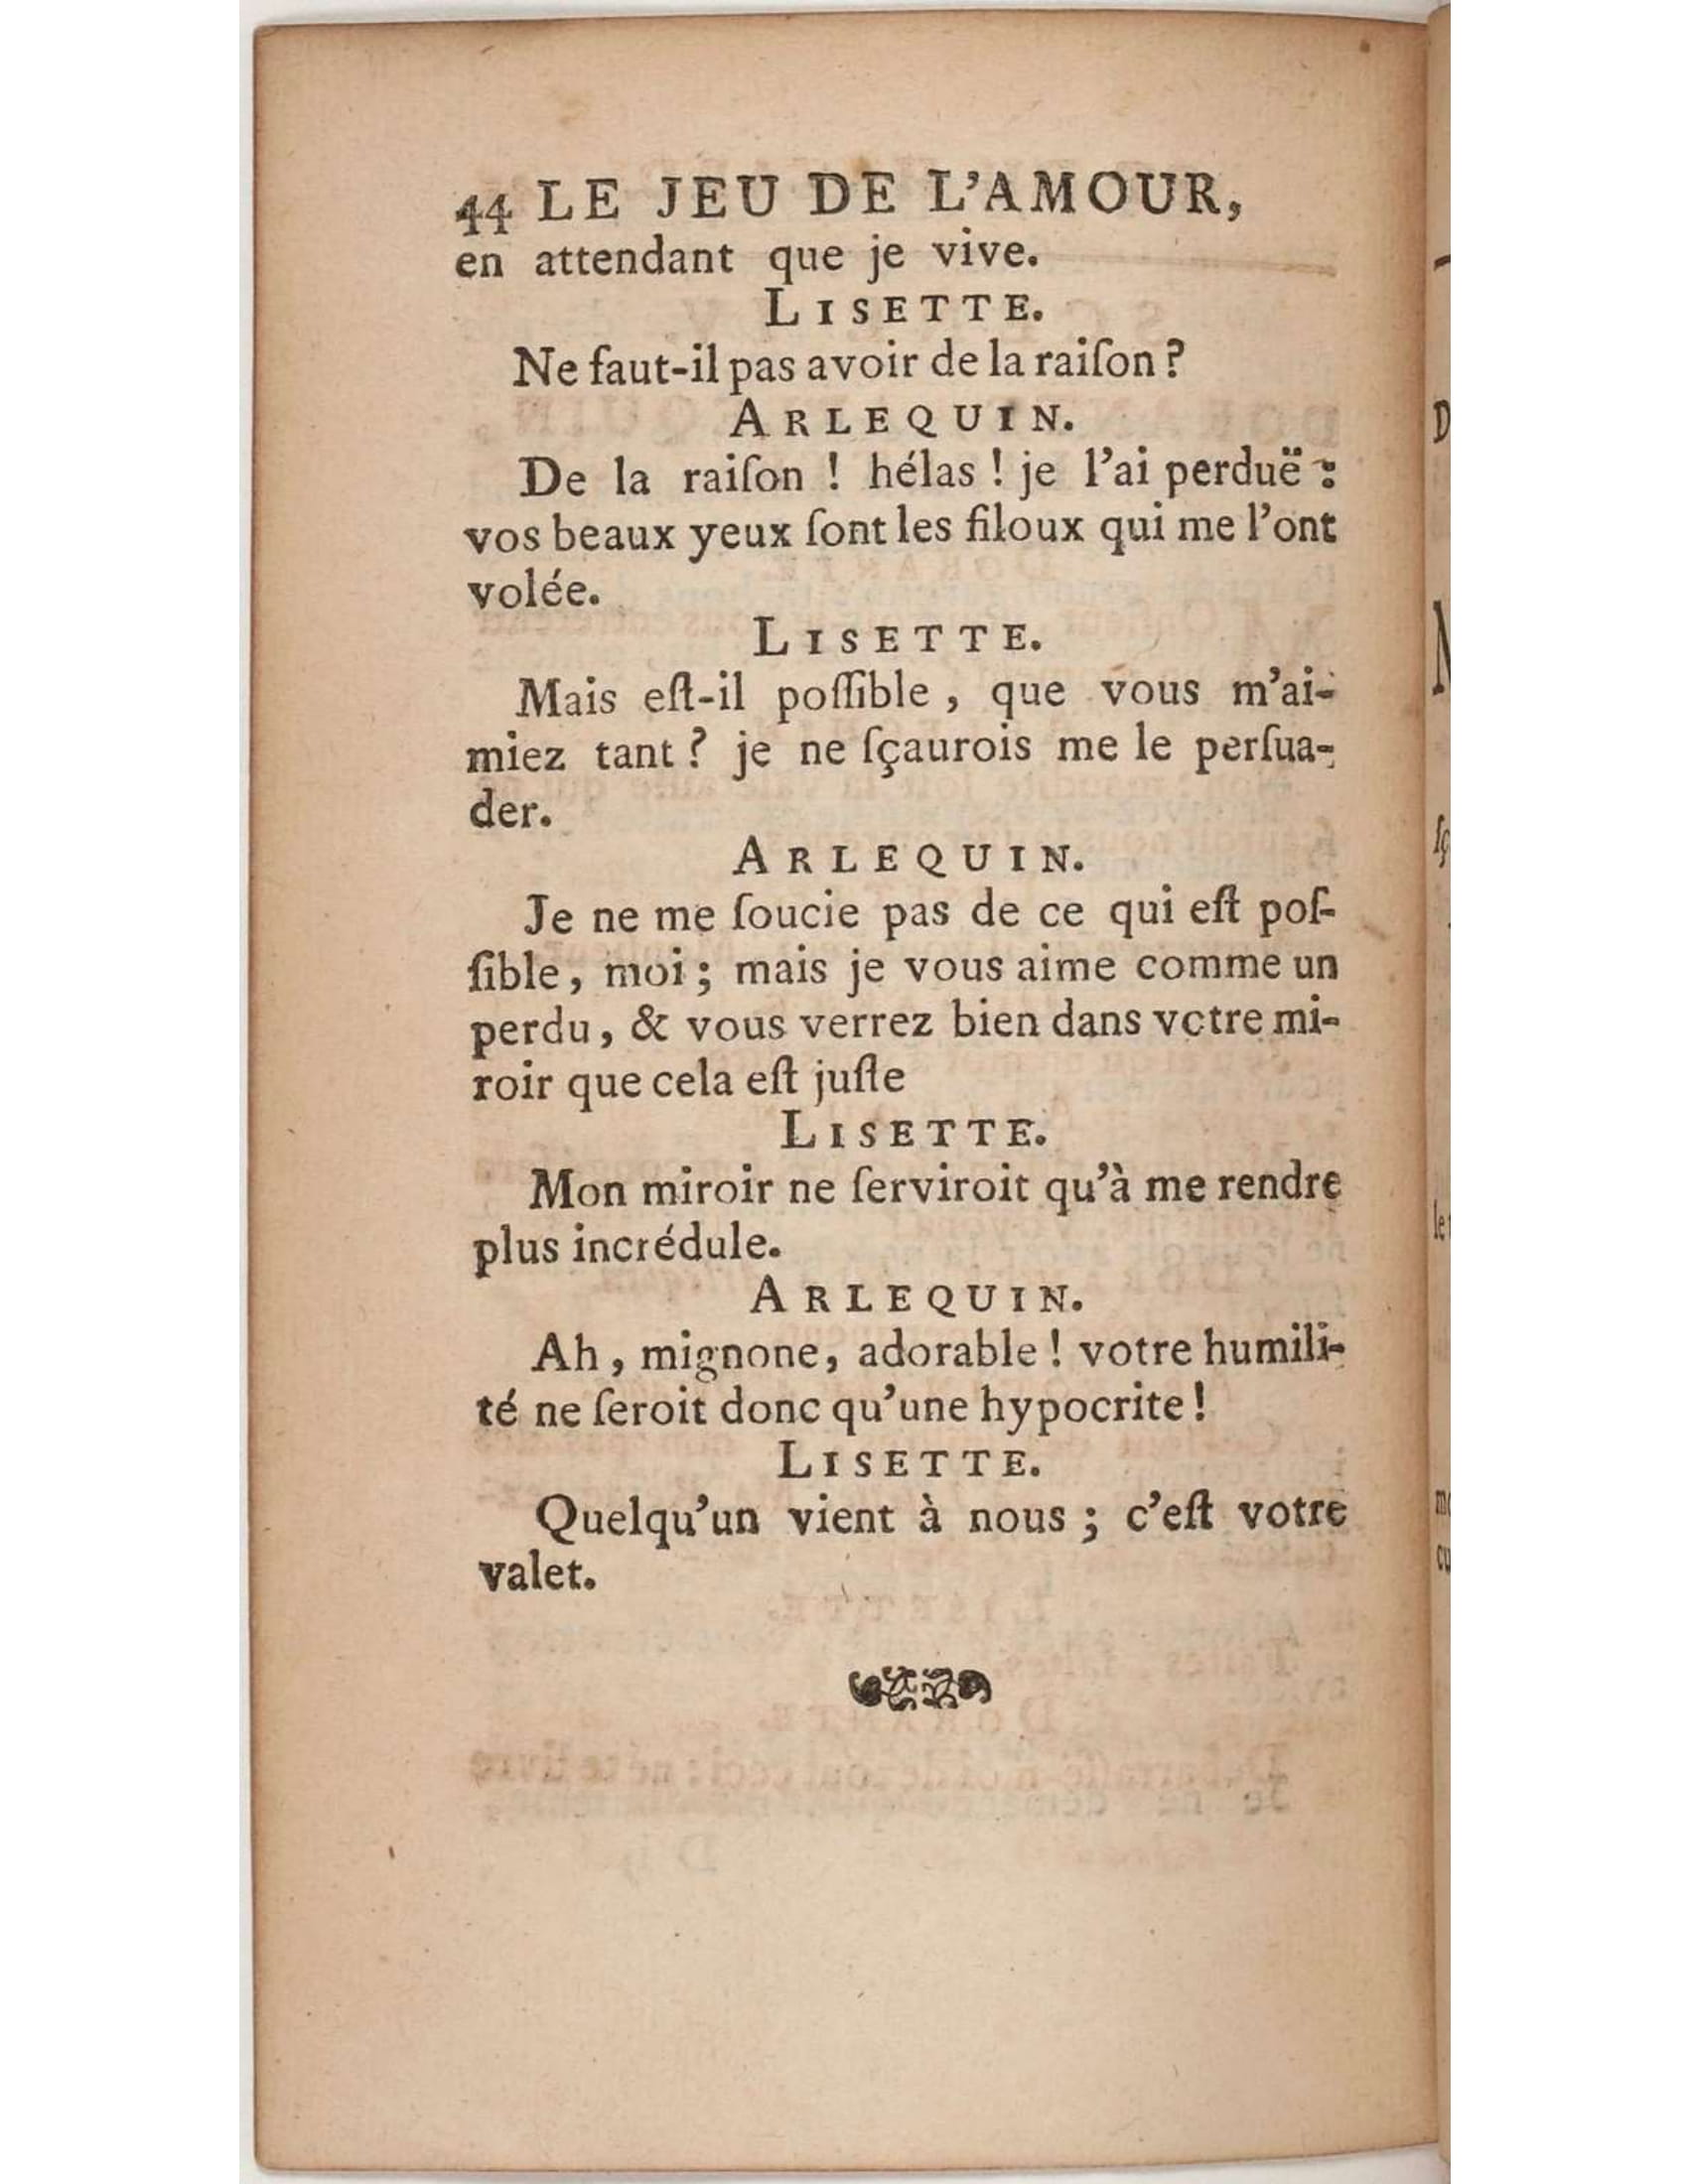 44 LE JEU DE L'AMOUR,
en attendant que je vive.
LISETTE.
Ne faut-il pas avoir de la raiſon ?
ARLEQUIN.
De la raiſon ! hélas ! je l'ai perduë :
vos beaux yeux ſont les filoux qui me l'ont
volée.
LISETTE.
Mais eſt-il poſſible , que vous m'ai-
miez tant ? je ne ſçaurois me le perſua-
der.
ARLEQUIN.
Je ne me ſoucie pas de ce qui eſt poſ-
ſible, moi ; mais je vous aime comme un
perdu, & vous verrez bien dans vctre mi-
roir que cela eſt juſte
LISETTE.
Mon miroir ne ſerviroit qu'à me rendre
plus incrédule.
ARLEQUIN.
Ah, mignone, adorable ! votre humili-
té ne ſeroit donc qu'une hypocrite !
LISETTE.
Quelqu'un vient à nous ; c'eſt votre
valet.